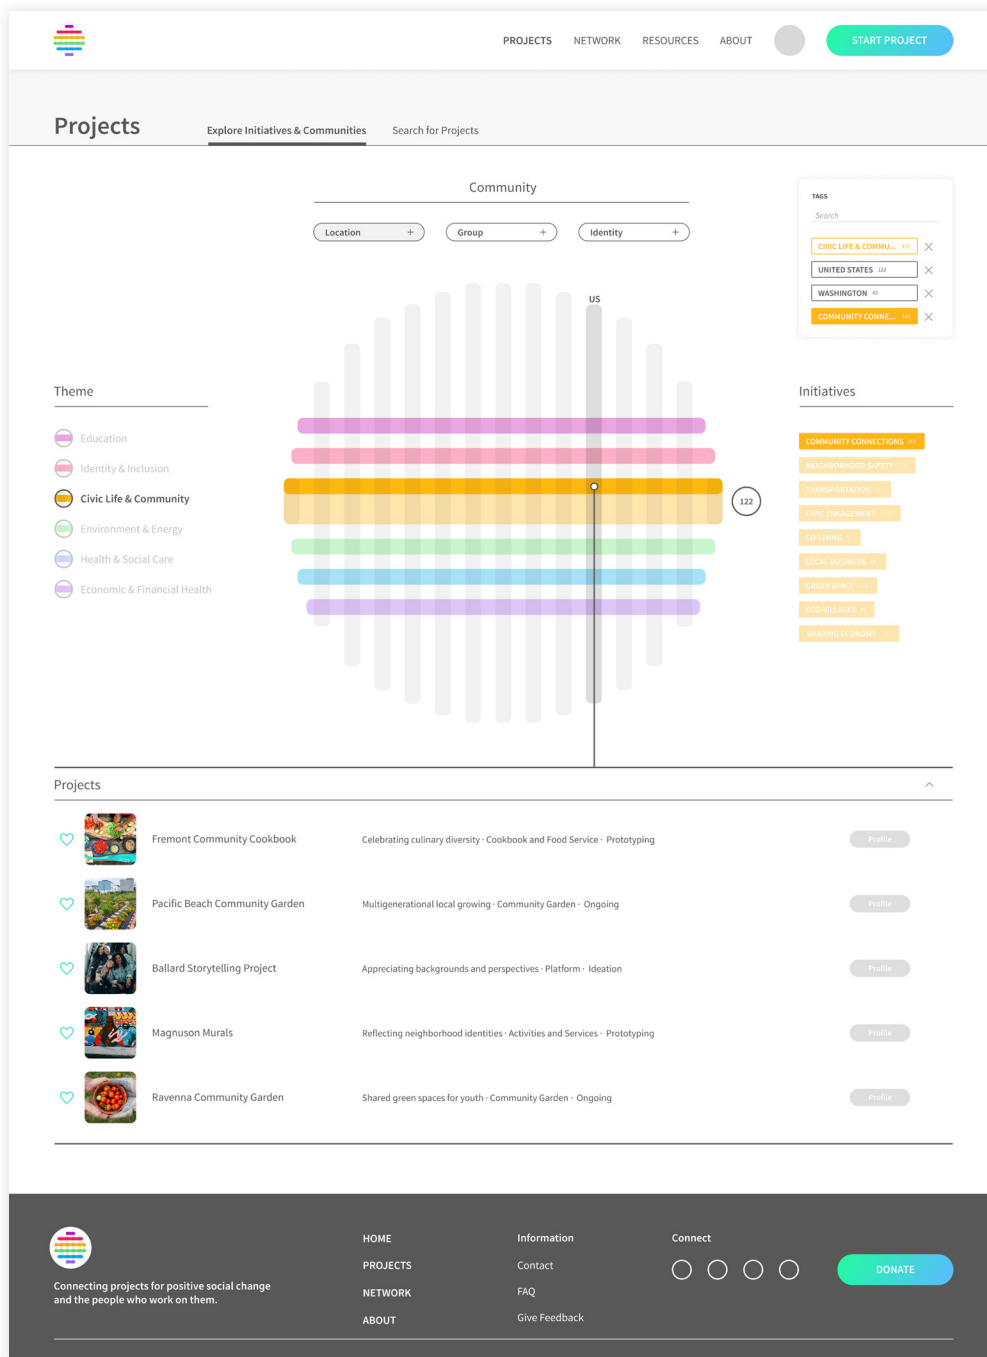 PROJECTS
NETWORK
RESOURCES
ABOUT
START PROJECT
Projects
Explore Initiatives & Communities
Search for Projects
Community
Location +
Group +
Identity +
TAGS
Search
CIVIC LIFE & COMMU...
UNITED STATES 122
WASHINGTON 45
COMMUNITY CONNE...
US
Theme
Education
Identity & Inclusion
Civic Life & Community
Environment & Energy
Health & Social Care
Economic & Financial Health
122
Initiatives
COMMUNITY CONNECTIONS
NEIGHBORHOOD SAFETY
TRANSPORTATION
CIVIC ENGAGEMENT
CO-LIVING
LOCAL BUSINESS
GREEN SPACE
ECO-VILLAGES
SHARING ECONOMY
Projects
Fremont Community Cookbook
Celebrating culinary diversity · Cookbook and Food Service · Prototyping
Profile
Pacific Beach Community Garden
Multigenerational local growing · Community Garden · Ongoing
Profile
Ballard Storytelling Project
Appreciating backgrounds and perspectives · Platform · Ideation
Profile
Magnuson Murals
Reflecting neighborhood identities · Activities and Services · Prototyping
Profile
Ravenna Community Garden
Shared green spaces for youth · Community Garden · Ongoing
Profile
Connecting projects for positive social change
and the people who work on them.
HOME
PROJECTS
NETWORK
ABOUT
Information
Contact
FAQ
Give Feedback
Connect
DONATE